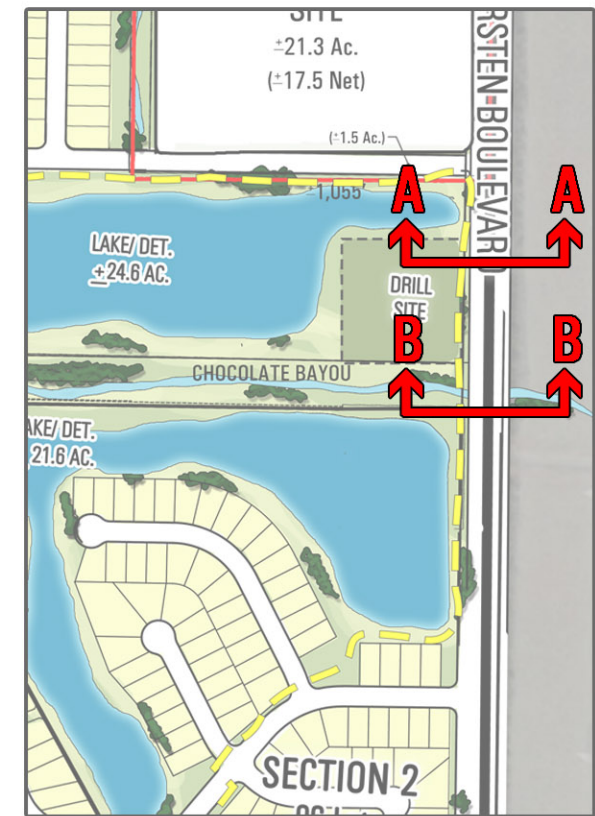 SITE
±21.3 Ac.
(±17.5 Net)
(±1.5 Ac.)
±1,055'
A A
LAKE/ DET.
±24.6 AC.
DRILL
SITE
B B
CHOCOLATE BAYOU
LAKE/ DET.
21.6 AC.
SECTION 2
BOULEVARD